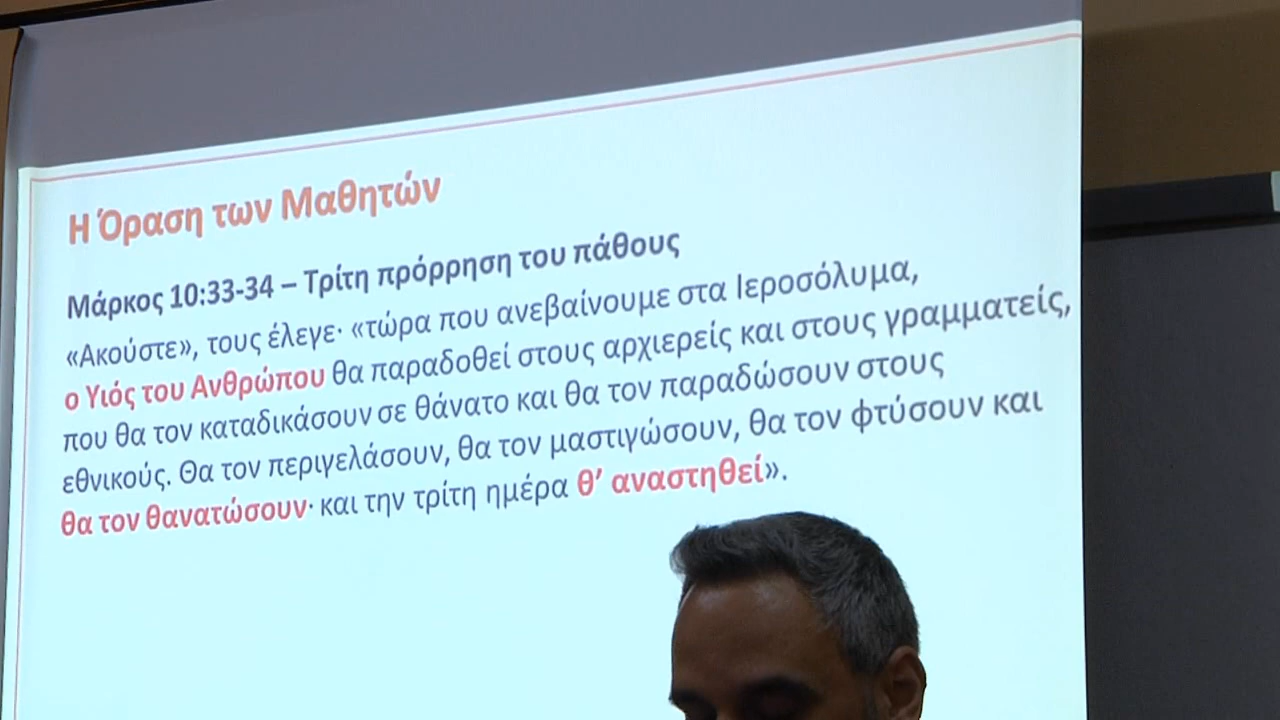 Η Όραση των Μαθητών
Μάρκος 10:33-34 – Τρίτη πρόρρηση του πάθους
«Ακούστε», τους έλεγε· «τώρα που ανεβαίνουμε στα Ιεροσόλυμα,
ο Υιός του Ανθρώπου θα παραδοθεί στους αρχιερείς και στους γραμματείς,
που θα τον καταδικάσουν σε θάνατο και θα τον παραδώσουν στους
εθνικούς. Θα τον περιγελάσουν, θα τον μαστιγώσουν, θα τον φτύσουν και
θα τον θανατώσουν· και την τρίτη ημέρα θ’ αναστηθεί».